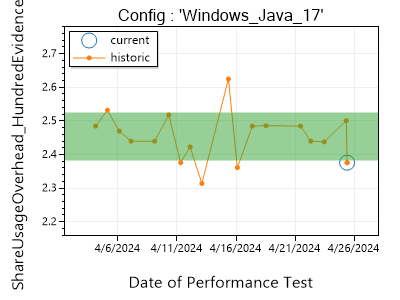 Config : 'Windows_Java_17'
ShareUsageOverhead_HundredEvidence
current
historic
2.7
2.6
2.5
2.4
2.3
2.2
4/6/2024
4/11/2024
4/16/2024
4/21/2024
4/26/2024
Date of Performance Test